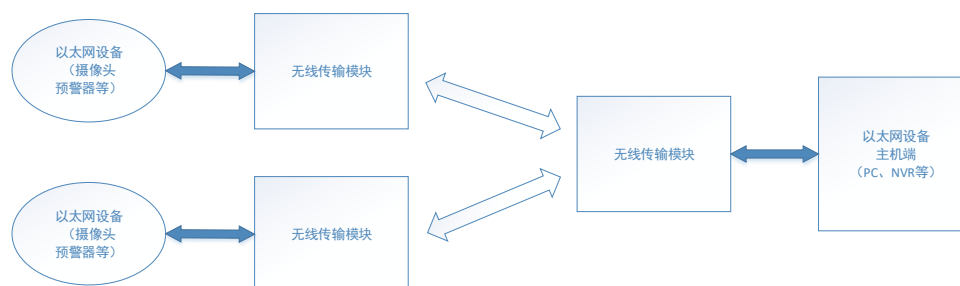 以太网设备
（摄像头
预警器等）
无线传输模块
无线传输模块
以太网设备
主机端
（PC、NVR等）
以太网设备
（摄像头
预警器等）
无线传输模块